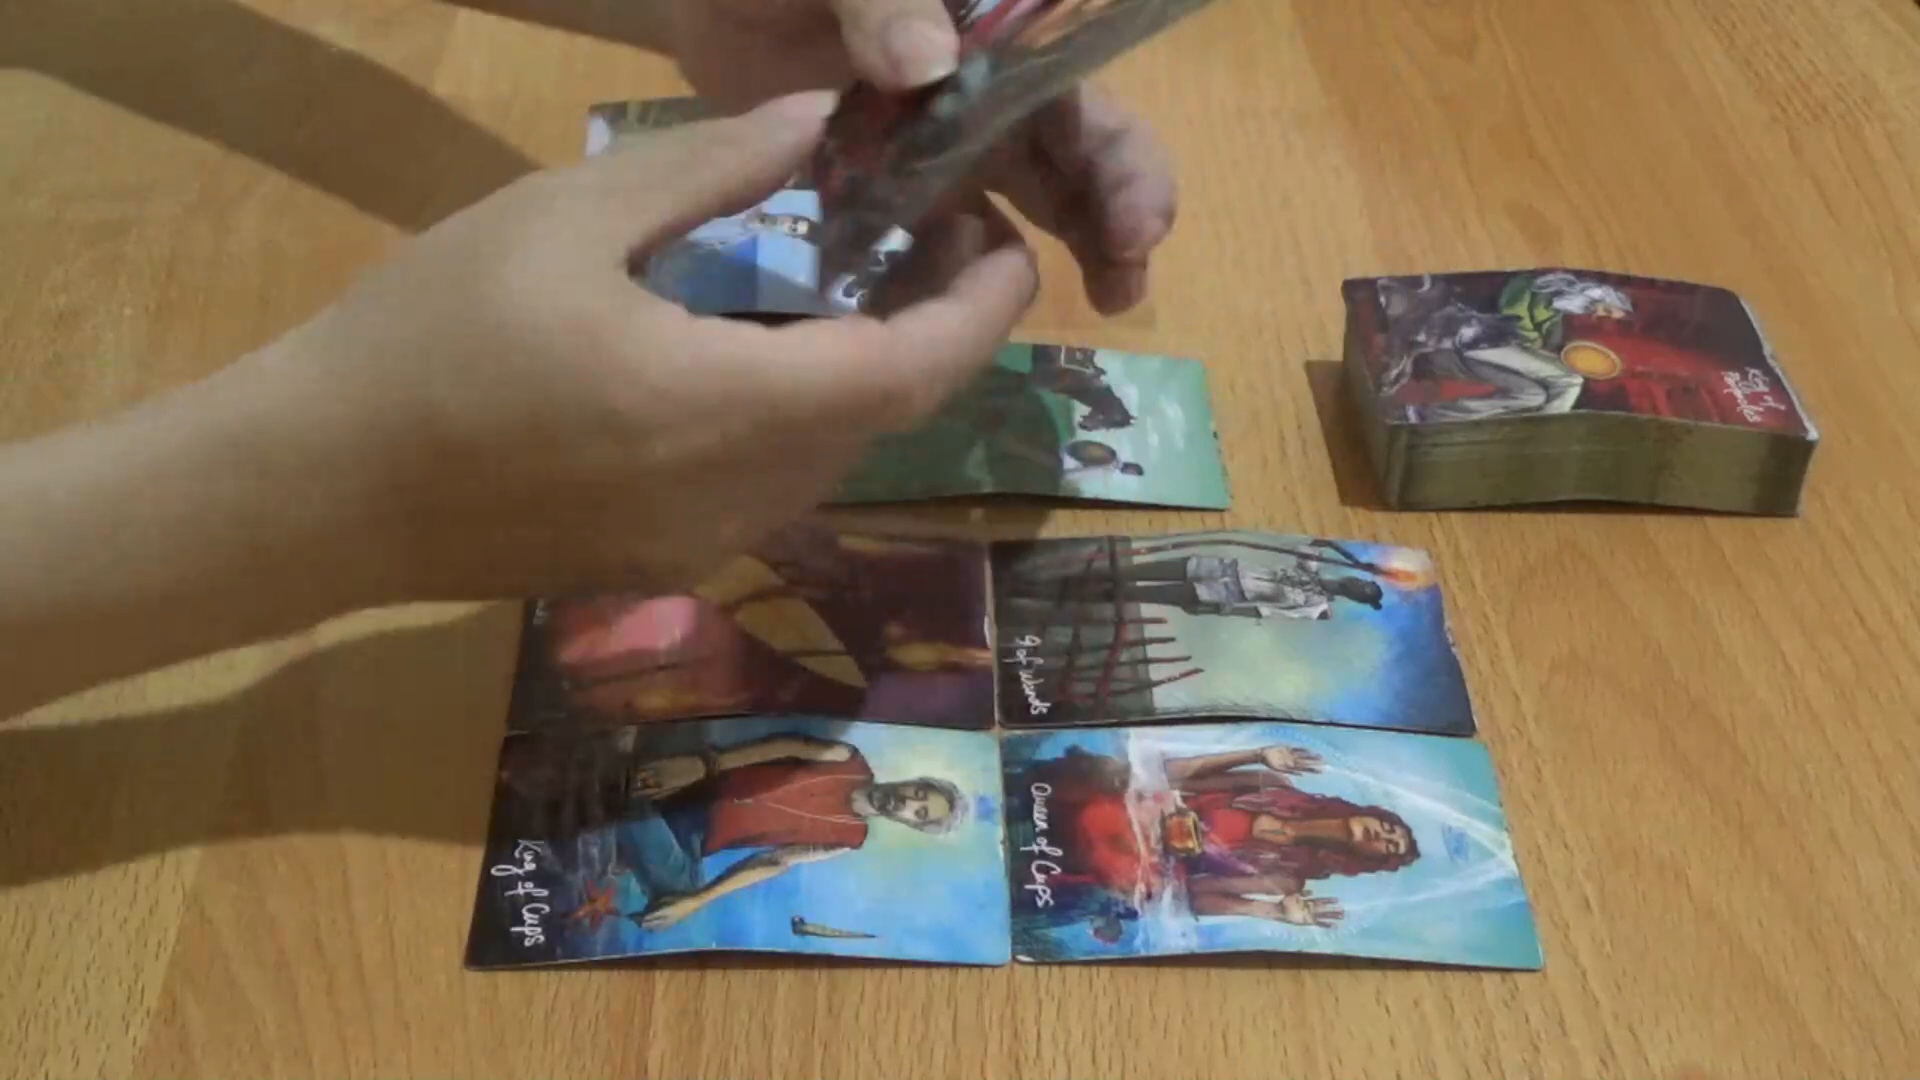 King of
Pentacles
9 of Wands
King of Cups
Queen of Cups